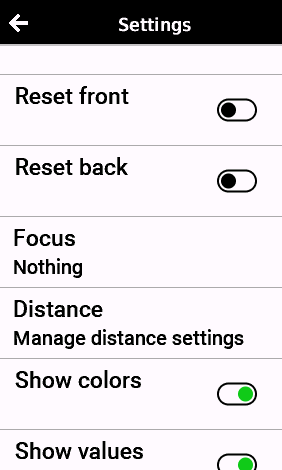 Settings
Reset front
Reset back
Focus
Nothing
Distance
Manage distance settings
Show colors
Show values